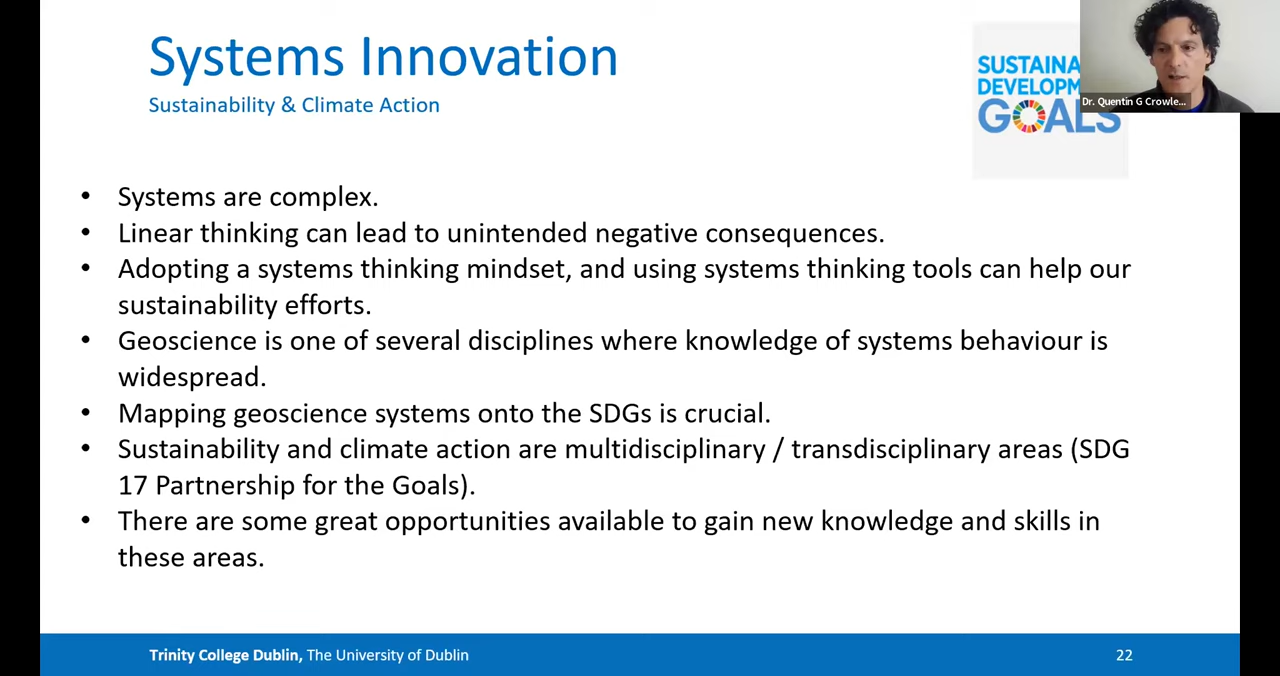 Systems Innovation
Sustainability & Climate Action
SUSTAINA
DEVELOPM
GOALS
Dr. Quentin G Crowle...
• Systems are complex.
• Linear thinking can lead to unintended negative consequences.
• Adopting a systems thinking mindset, and using systems thinking tools can help our
sustainability efforts.
• Geoscience is one of several disciplines where knowledge of systems behaviour is
widespread.
• Mapping geoscience systems onto the SDGs is crucial.
• Sustainability and climate action are multidisciplinary / transdisciplinary areas (SDG
17 Partnership for the Goals).
• There are some great opportunities available to gain new knowledge and skills in
these areas.
Trinity College Dublin, The University of Dublin
22